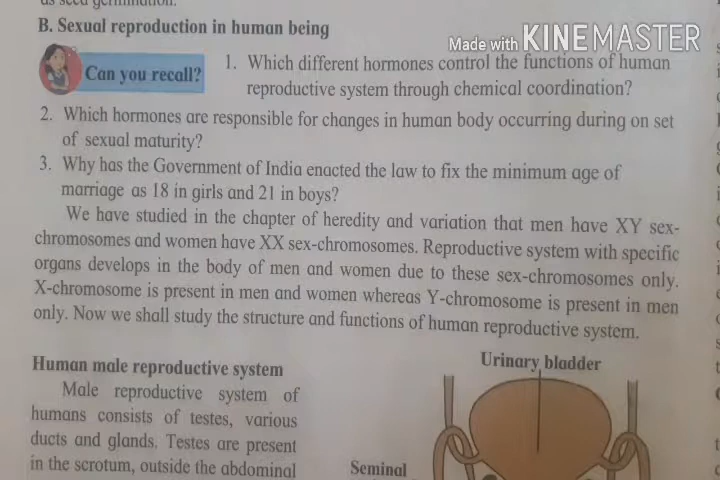 as seed germination.
B. Sexual reproduction in human being
Made with KINEMASTER
Can you recall?
1. Which different hormones control the functions of human
reproductive system through chemical coordination?
2. Which hormones are responsible for changes in human body occurring during on set
of sexual maturity?
3. Why has the Government of India enacted the law to fix the minimum age of
marriage as 18 in girls and 21 in boys?
We have studied in the chapter of heredity and variation that men have XY sex-
chromosomes and women have XX sex-chromosomes. Reproductive system with specific
organs develops in the body of men and women due to these sex-chromosomes only.
X-chromosome is present in men and women whereas Y-chromosome is present in men
only. Now we shall study the structure and functions of human reproductive system.
Human male reproductive system
Male reproductive system of
humans consists of testes, various
ducts and glands. Testes are present
in the scrotum, outside the abdominal
Urinary bladder
Seminal